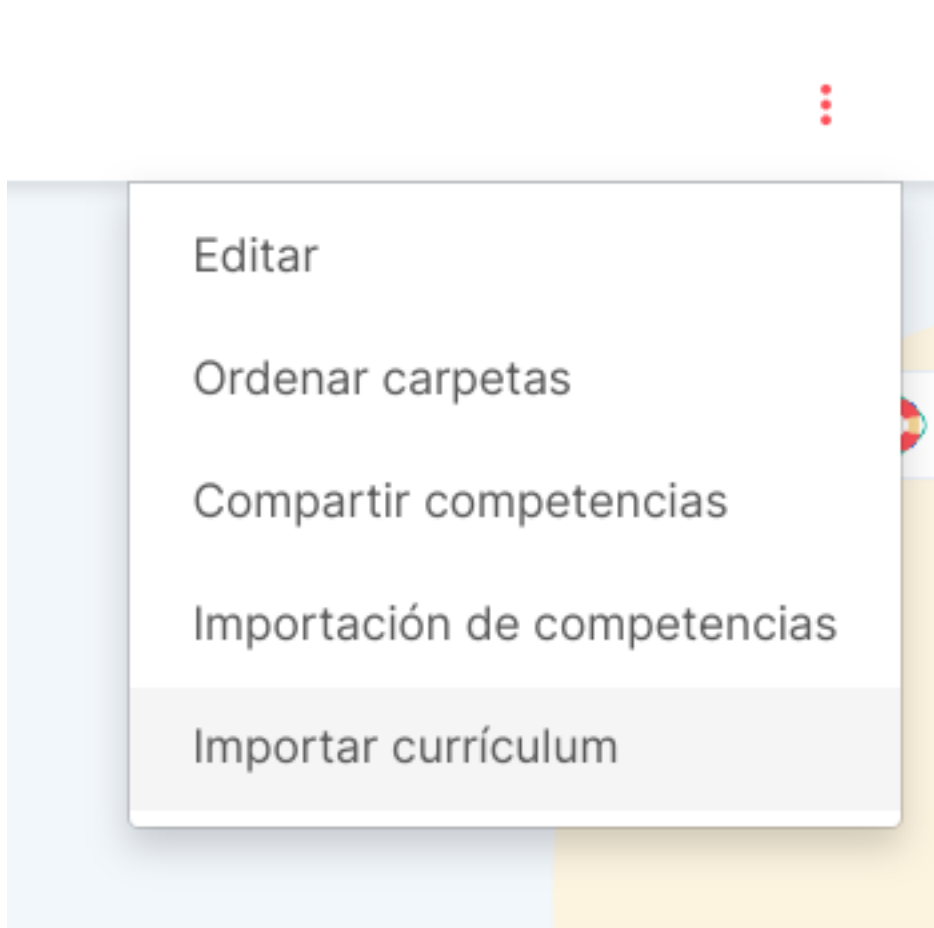 Editar
Ordenar carpetas
Compartir competencias
Importación de competencias
Importar currículum